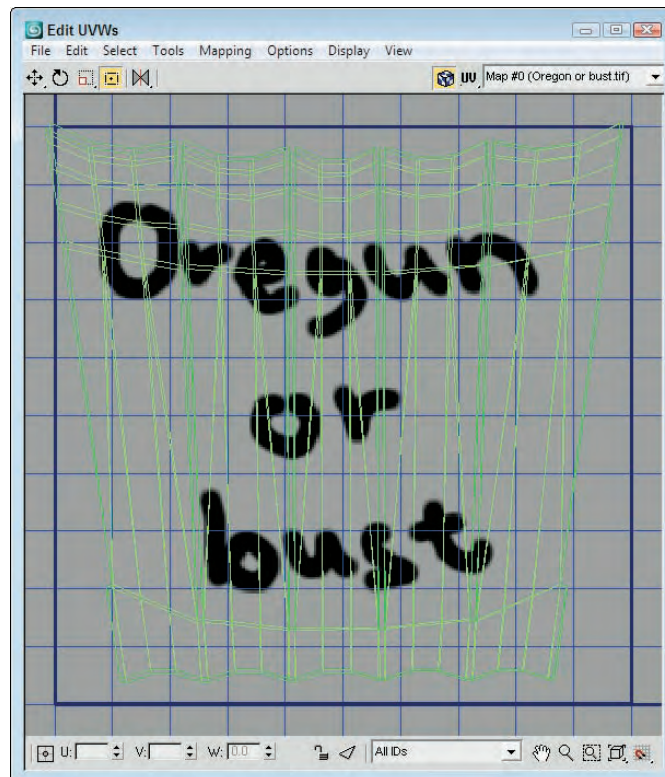 Edit UVWs
File Edit Select Tools Mapping Options Display View
UV Map #0 (Oregon or bust.tif)
Oregun
or
bust
U: V: W: 0.0 All IDs